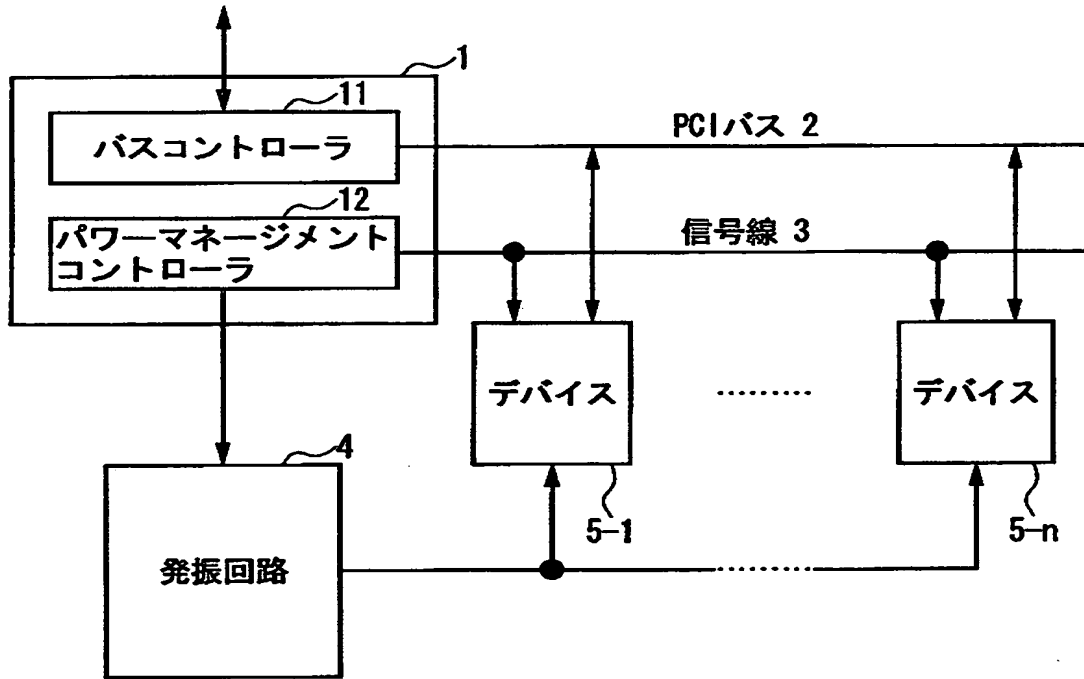 1
11
バスコントローラ
PCIバス 2
12
パワーマネージメント
コントローラ
信号線 3
デバイス
デバイス
4
発振回路
5-1
5-n